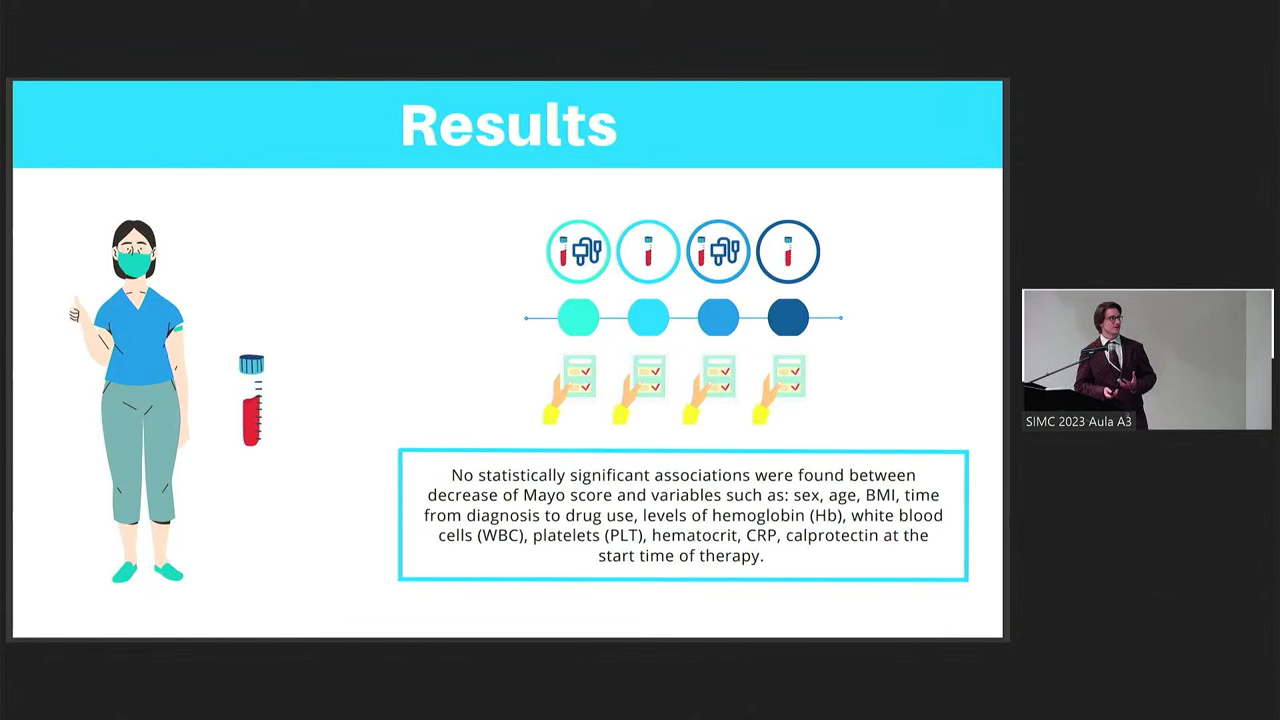 Results
No statistically significant associations were found between
decrease of Mayo score and variables such as: sex, age, BMI, time
from diagnosis to drug use, levels of hemoglobin (Hb), white blood
cells (WBC), platelets (PLT), hematocrit, CRP, calprotectin at the
start time of therapy.
SIMC 2023 Aula A3